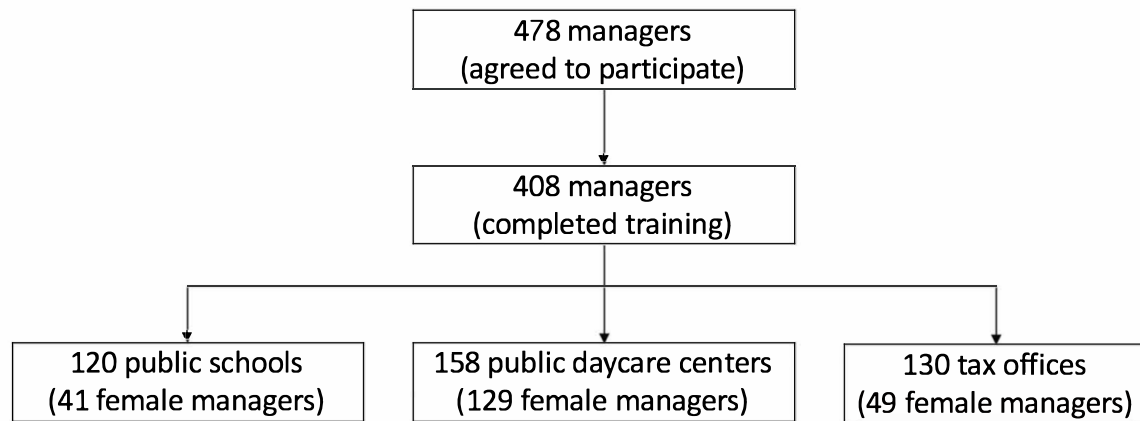 478 managers
(agreed to participate)
408 managers
(completed training)
120 public schools
(41 female managers)
158 public daycare centers
(129 female managers)
130 tax offices
(49 female managers)